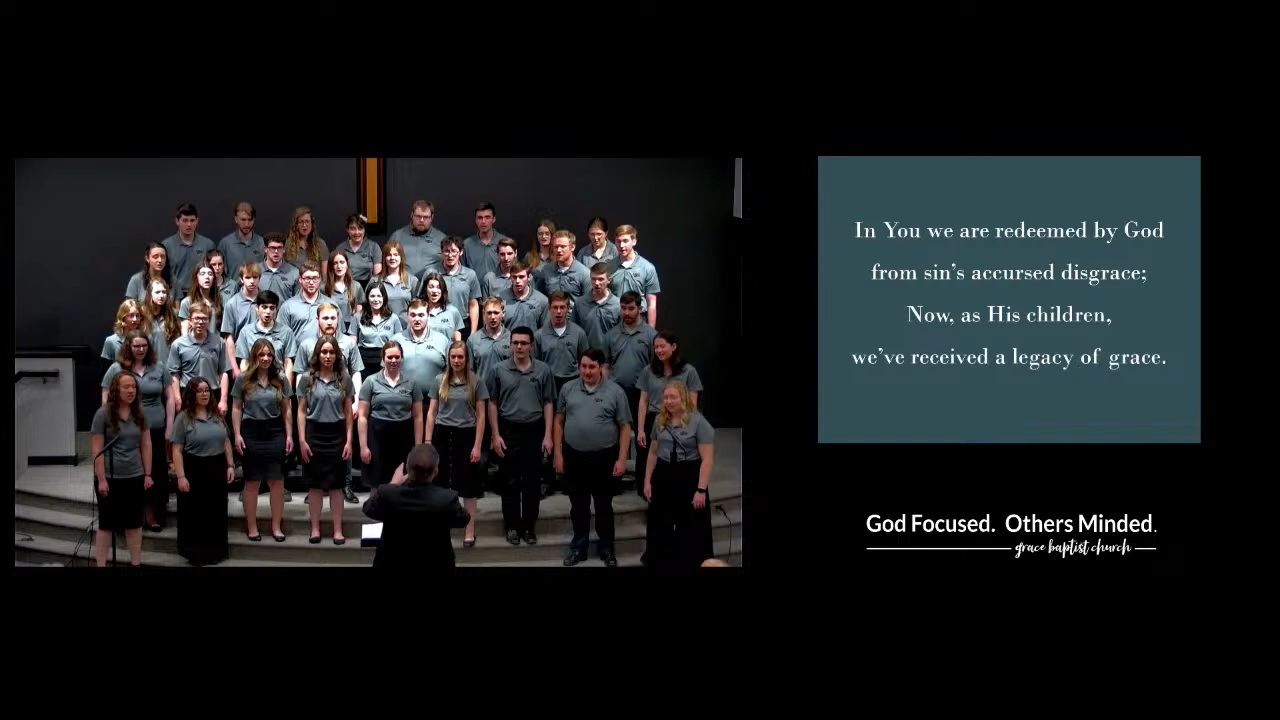 In You we are redeemed by God
from sin’s accursed disgrace;
Now, as His children,
we’ve received a legacy of grace.
God Focused. Others Minded.
grace baptist church